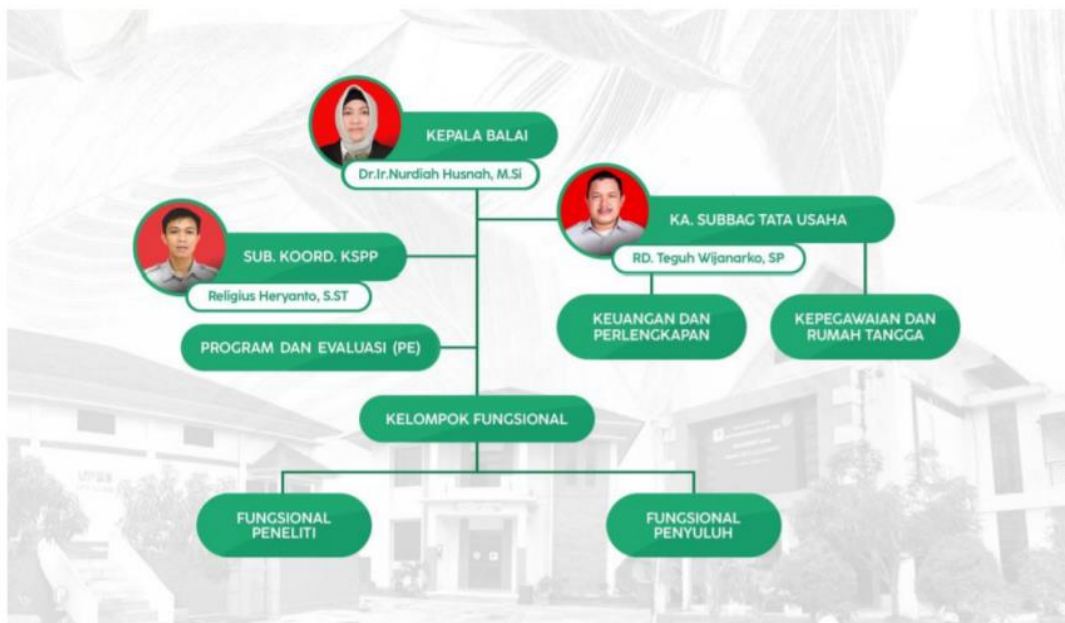 KEPALA BALAI
Dr.Ir.Nurdiah Husnah, M.Si
KA. SUBBAG TATA USAHA
RD. Teguh Wijanarko, SP
SUB. KOORD. KSPP
Religius Heryanto, S.ST
KEUANGAN DAN
PERLENGKAPAN
KEPEGAWAIAN DAN
RUMAH TANGGA
PROGRAM DAN EVALUASI (PE)
KELOMPOK FUNGSIONAL
FUNGSIONAL
PENELITI
FUNGSIONAL
PENYULUH